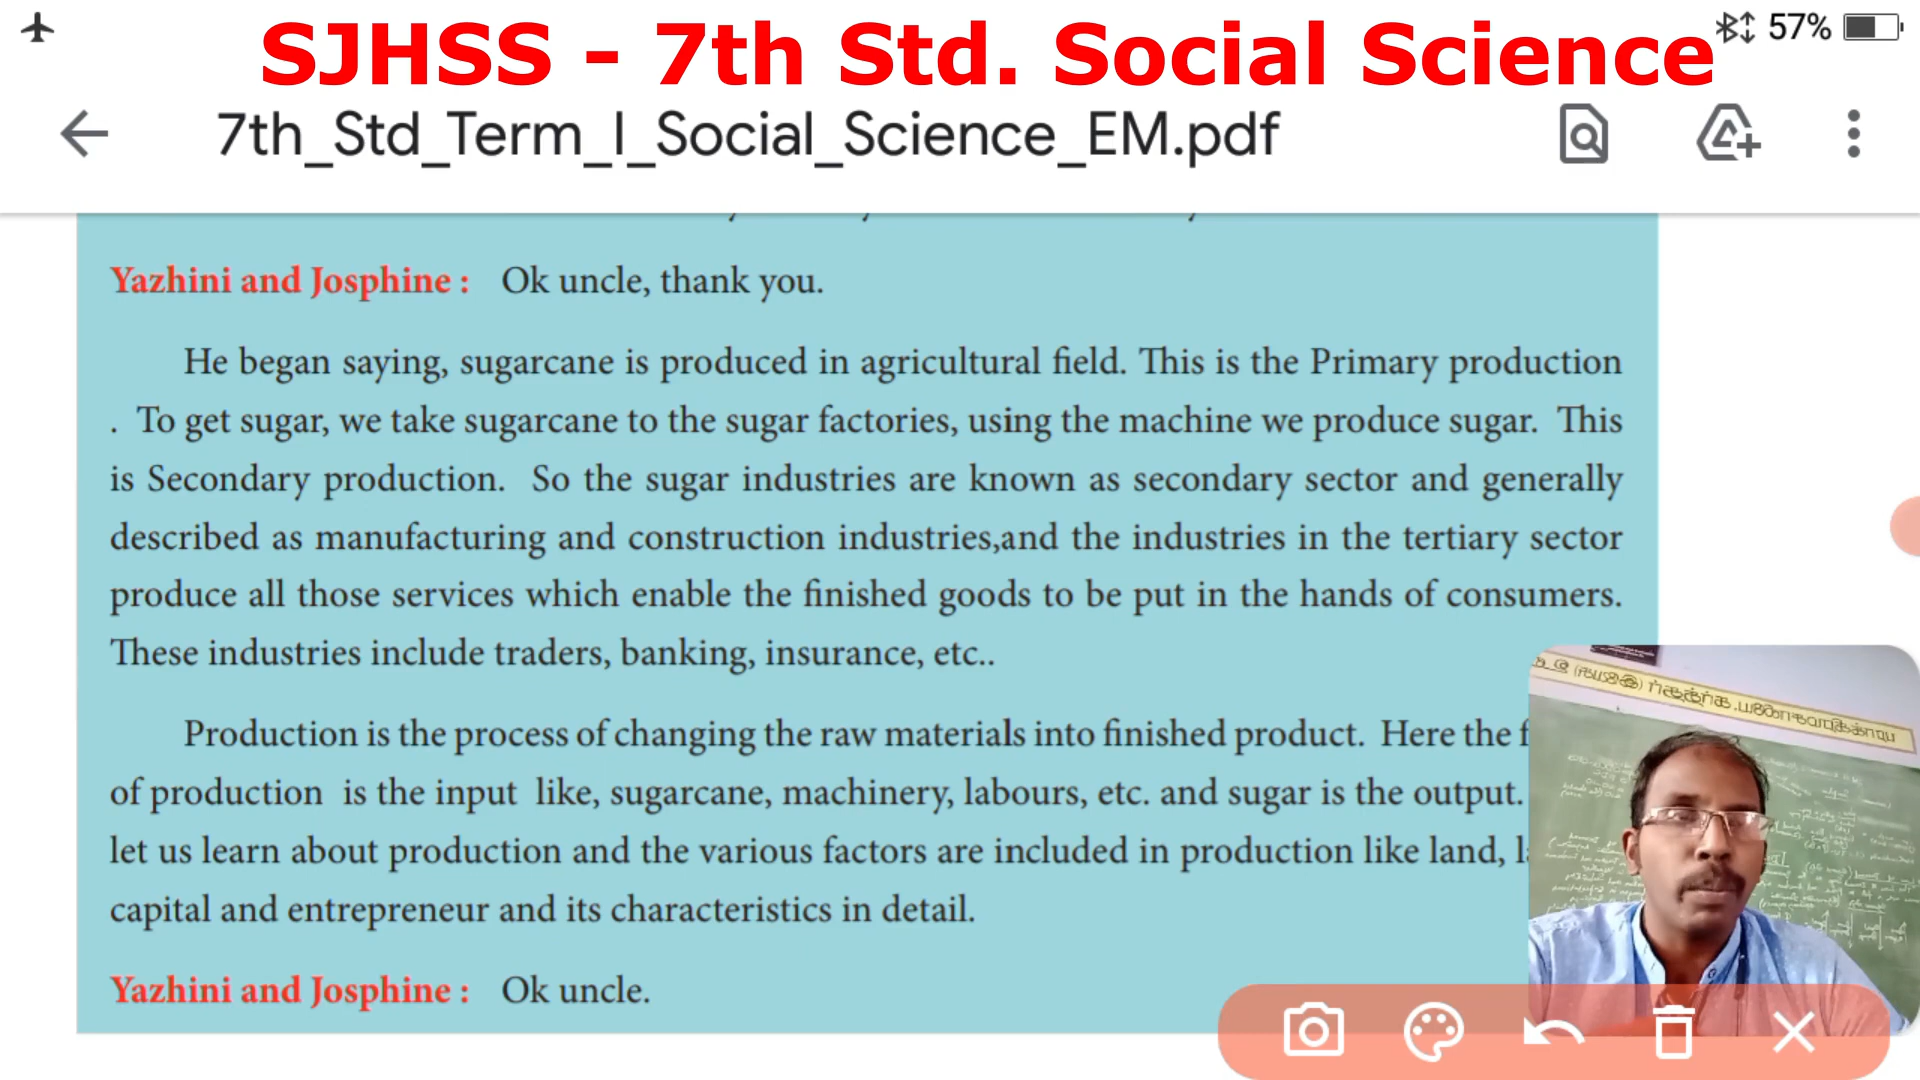 SJHSS - 7th Std. Social Science
57%
7th_Std_Term_I_Social_Science_EM.pdf
Yazhini and Josphine : Ok uncle, thank you.
He began saying, sugarcane is produced in agricultural field. This is the Primary production
. To get sugar, we take sugarcane to the sugar factories, using the machine we produce sugar. This
is Secondary production. So the sugar industries are known as secondary sector and generally
described as manufacturing and construction industries,and the industries in the tertiary sector
produce all those services which enable the finished goods to be put in the hands of consumers.
These industries include traders, banking, insurance, etc..
Production is the process of changing the raw materials into finished product. Here the
of production is the input like, sugarcane, machinery, labours, etc. and sugar is the output.
let us learn about production and the various factors are included in production like land,
capital and entrepreneur and its characteristics in detail.
Yazhini and Josphine : Ok uncle.